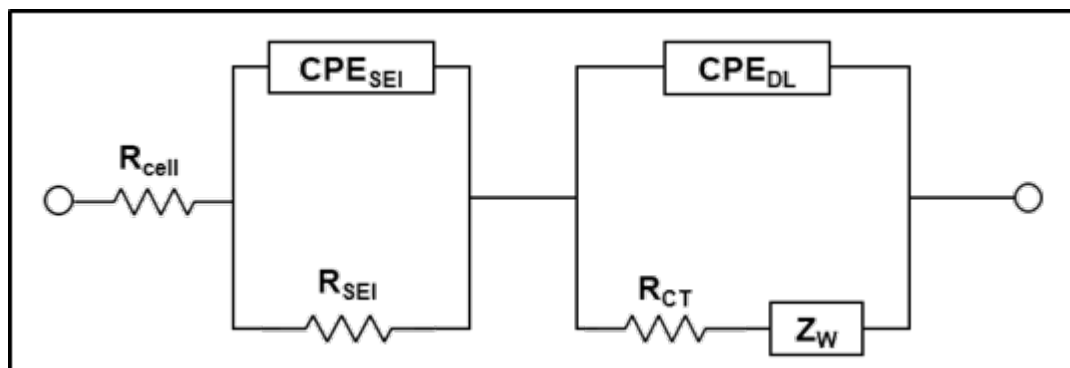 CPE_SEI
CPE_DL
R_cell
R_SEI
R_CT
Z_W